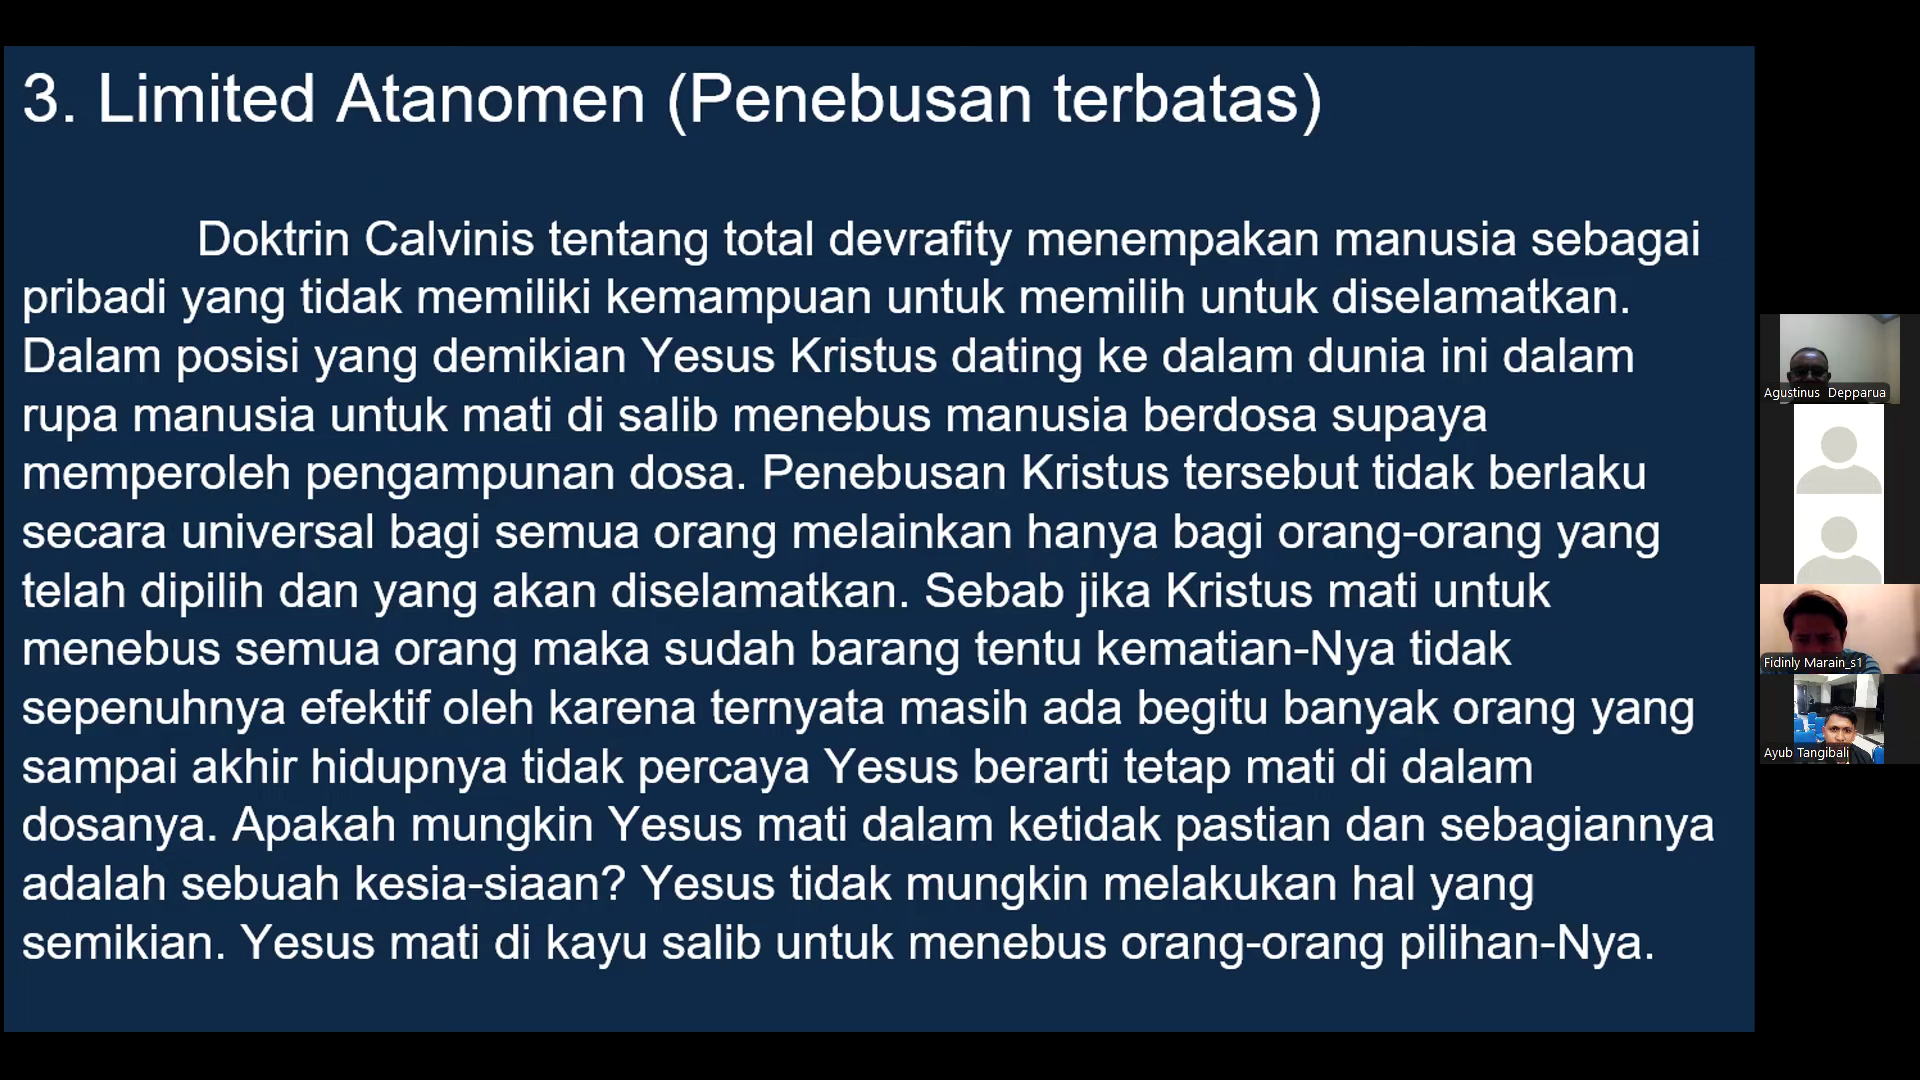 3. Limited Atanomen (Penebusan terbatas)
Doktrin Calvinis tentang total devrafity menempakan manusia sebagai
pribadi yang tidak memiliki kemampuan untuk memilih untuk diselamatkan.
Dalam posisi yang demikian Yesus Kristus dating ke dalam dunia ini dalam
rupa manusia untuk mati di salib menebus manusia berdosa supaya
memperoleh pengampunan dosa. Penebusan Kristus tersebut tidak berlaku
secara universal bagi semua orang melainkan hanya bagi orang-orang yang
telah dipilih dan yang akan diselamatkan. Sebab jika Kristus mati untuk
menebus semua orang maka sudah barang tentu kematian-Nya tidak
sepenuhnya efektif oleh karena ternyata masih ada begitu banyak orang yang
sampai akhir hidupnya tidak percaya Yesus berarti tetap mati di dalam
dosanya. Apakah mungkin Yesus mati dalam ketidak pastian dan sebagiannya
adalah sebuah kesia-siaan? Yesus tidak mungkin melakukan hal yang
semikian. Yesus mati di kayu salib untuk menebus orang-orang pilihan-Nya.
Agustinus Depparua
Fidinly Marain_s1
Ayub Tangibali